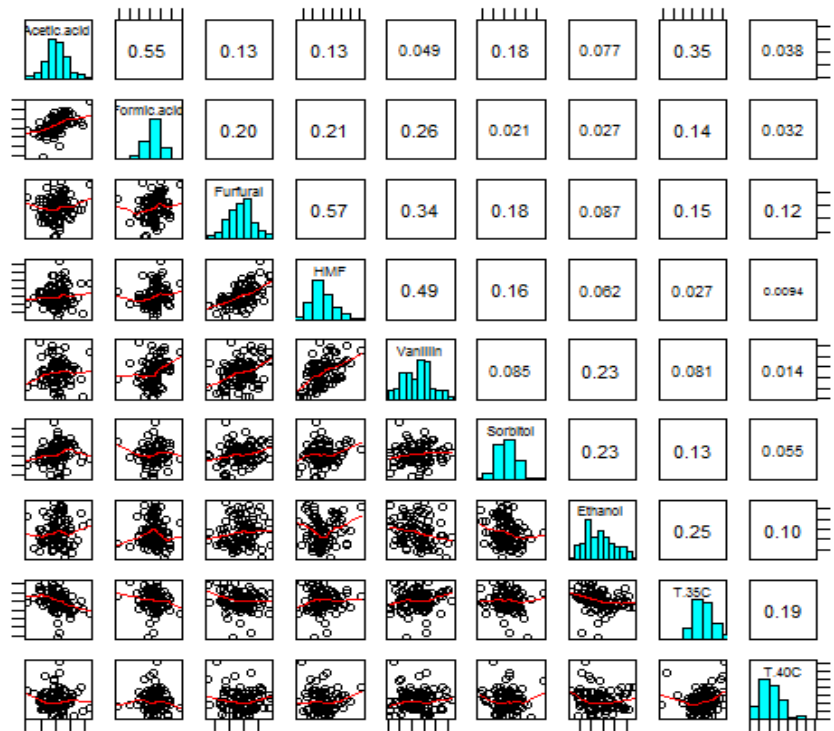 Acetic.acid 0.55 0.13 0.13 0.049 0.18 0.077 0.35 0.038
Formic.acid 0.20 0.21 0.26 0.021 0.027 0.14 0.032
Furfural 0.57 0.34 0.18 0.087 0.15 0.12
HMF 0.49 0.16 0.062 0.027 0.0094
Vanillin 0.085 0.23 0.081 0.014
Sorbitol 0.23 0.13 0.055
Ethanol 0.25 0.10
T.35C 0.19
T.40C